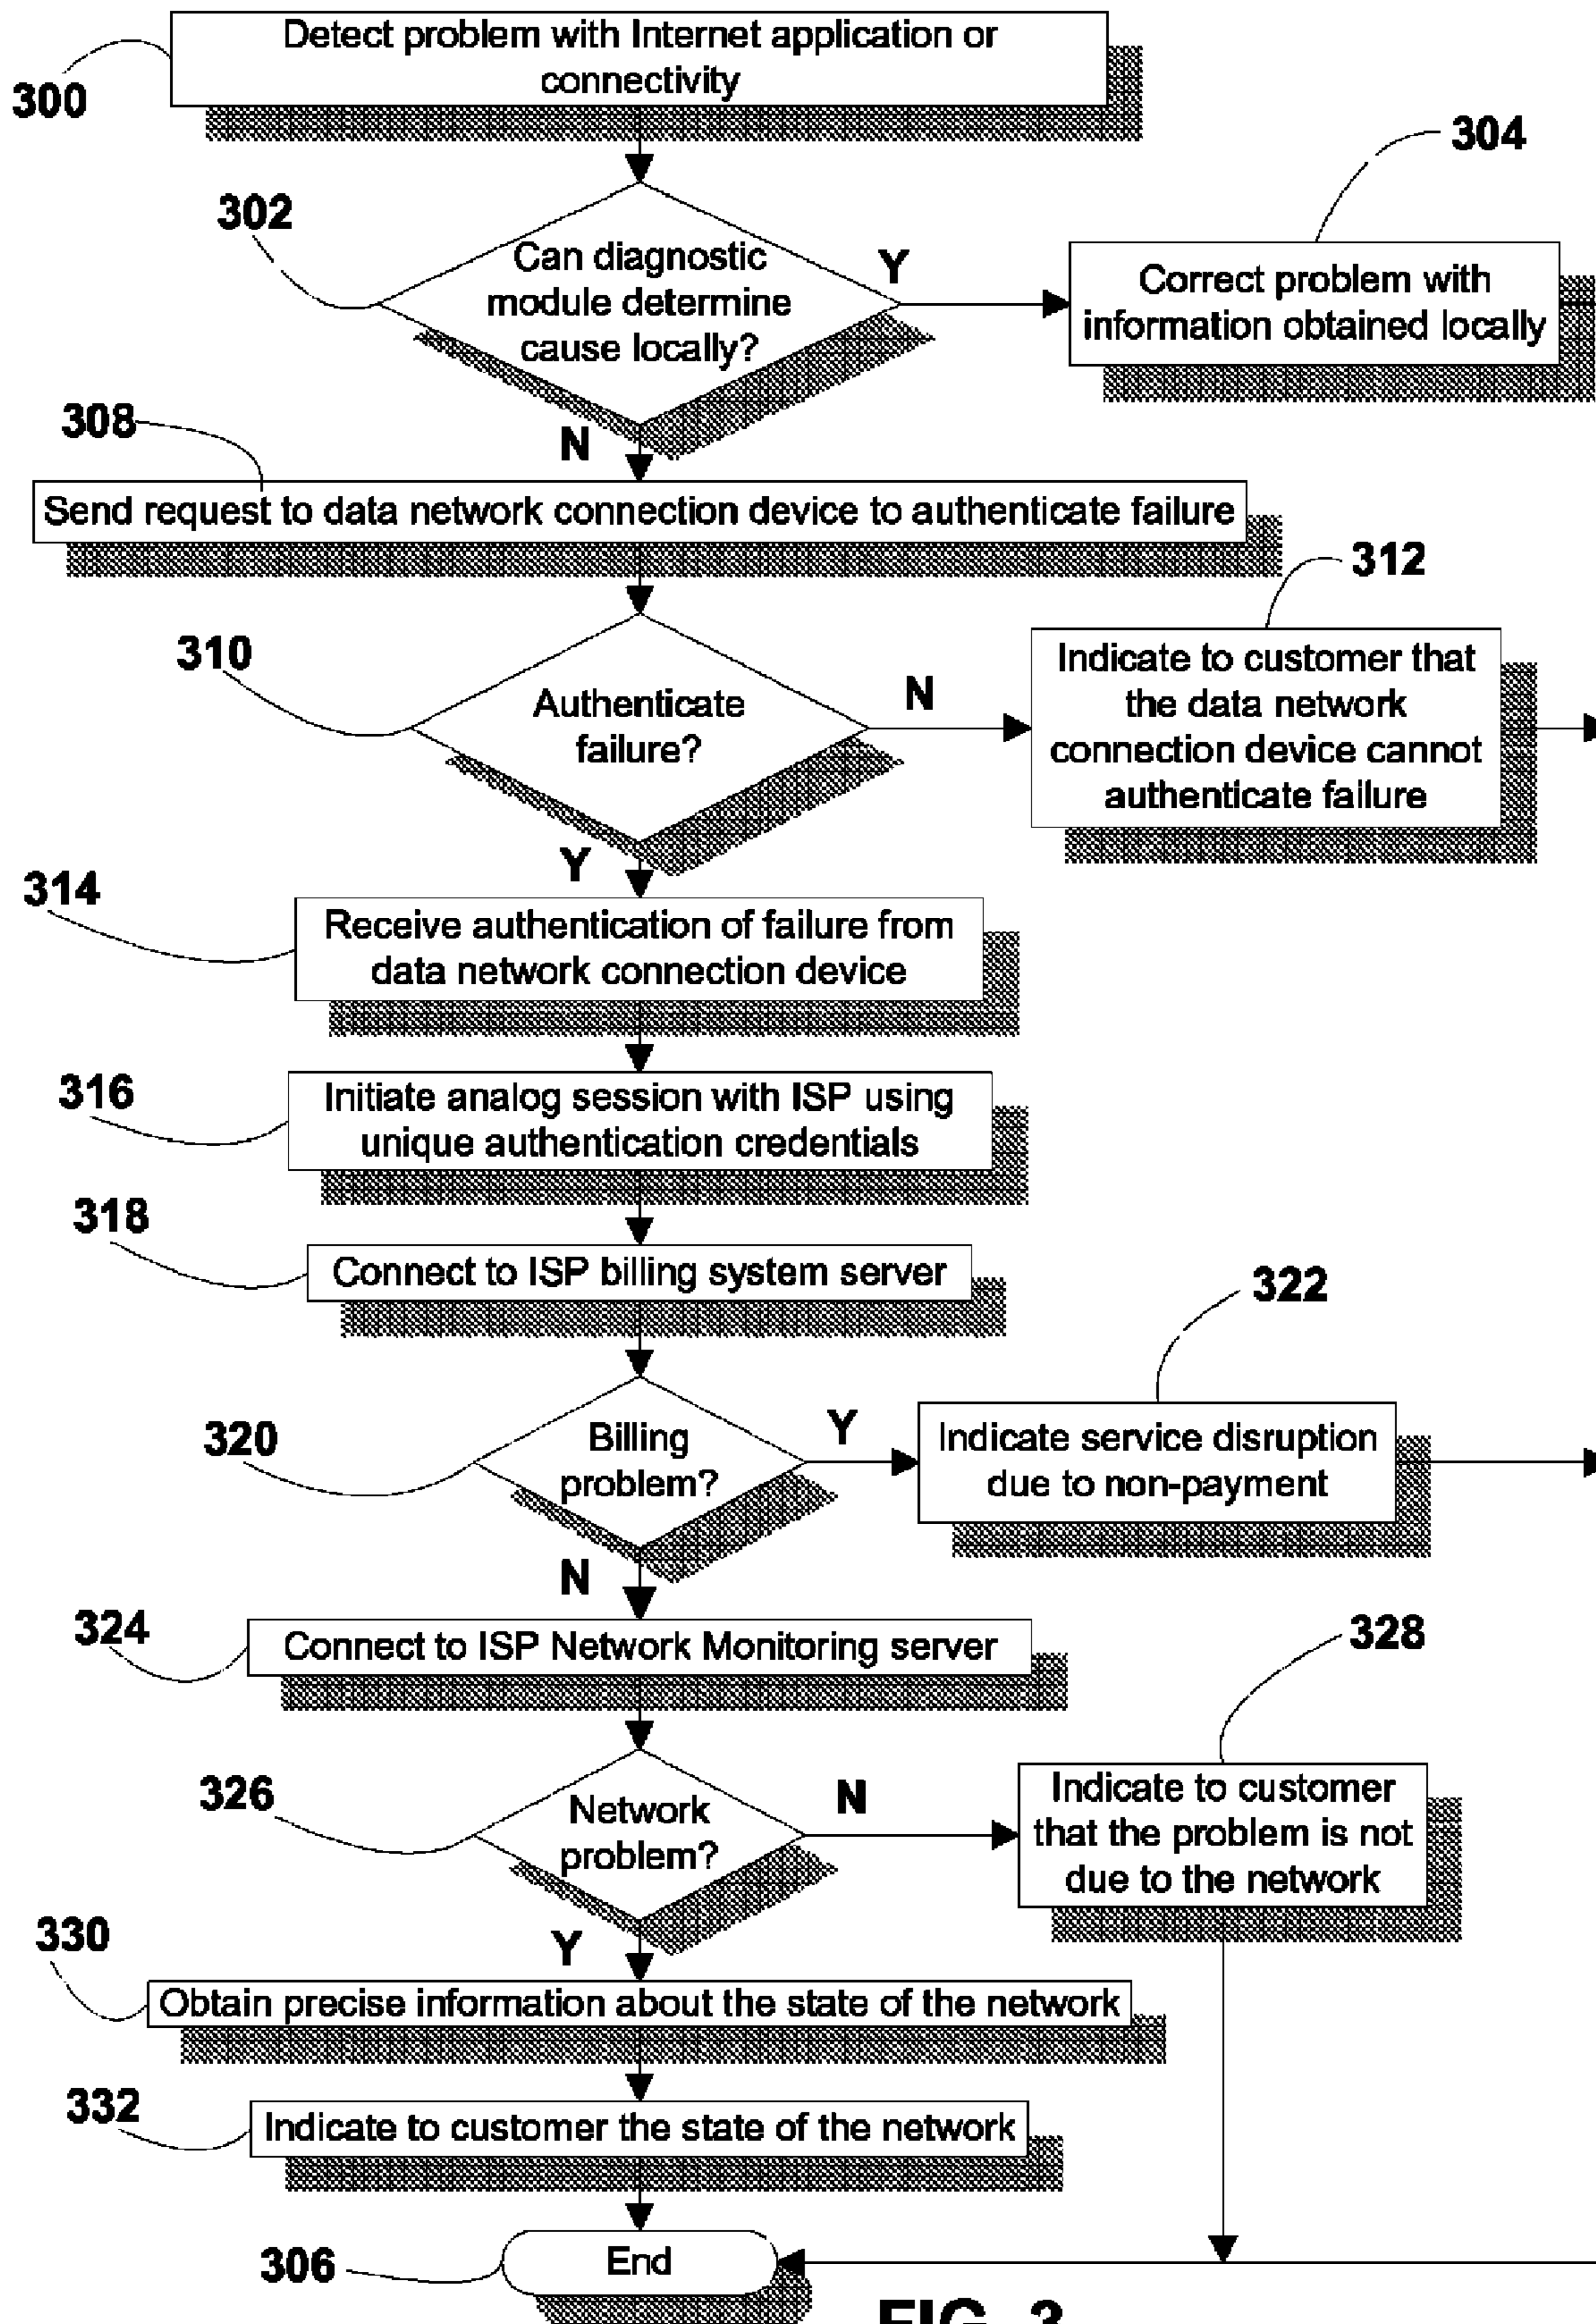 Detect problem with Internet application or
connectivity
300
304
302
Can diagnostic
module determine
cause locally?
Y
Correct problem with
information obtained locally
308
N
Send request to data network connection device to authenticate failure
312
310
Authenticate
failure?
N
Indicate to customer that
the data network
connection device cannot
authenticate failure
Y
314
Receive authentication of failure from
data network connection device
316
Initiate analog session with ISP using
unique authentication credentials
318
Connect to ISP billing system server
322
320
Billing
problem?
Y
Indicate service disruption
due to non-payment
N
324
Connect to ISP Network Monitoring server
328
326
Network
problem?
N
Indicate to customer
that the problem is not
due to the network
330
Y
Obtain precise information about the state of the network
332
Indicate to customer the state of the network
306
End
FIG. 3